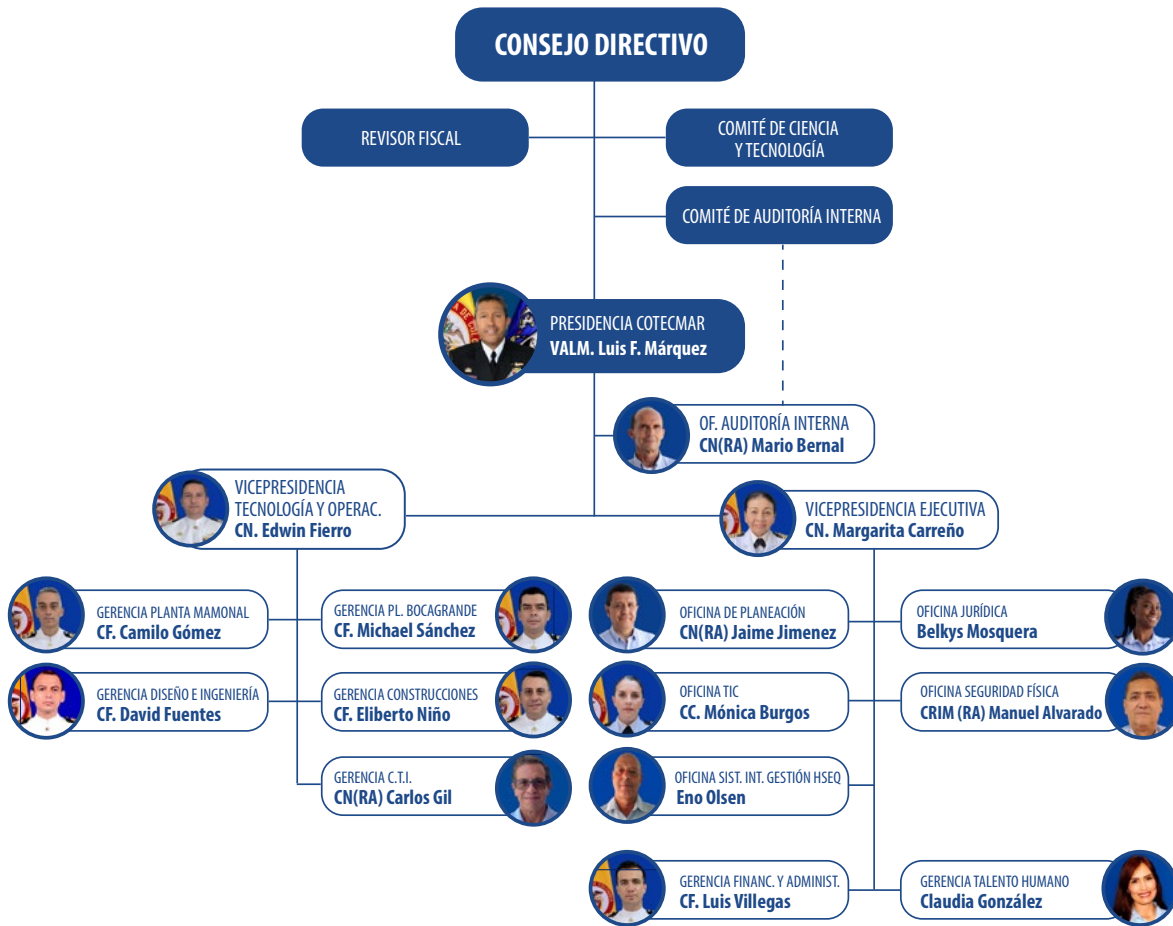 CONSEJO DIRECTIVO
REVISOR FISCAL
COMITÉ DE CIENCIA
Y TECNOLOGÍA
COMITÉ DE AUDITORÍA INTERNA
PRESIDENCIA COTECMAR
VALM. Luis F. Márquez
OF. AUDITORÍA INTERNA
CN(RA) Mario Bernal
VICEPRESIDENCIA
TECNOLOGÍA Y OPERAC.
CN. Edwin Fierro
VICEPRESIDENCIA EJECUTIVA
CN. Margarita Carreño
GERENCIA PLANTA MAMONAL
CF. Camilo Gómez
GERENCIA PL. BOCAGRANDE
CF. Michael Sánchez
OFICINA DE PLANEACIÓN
CN(RA) Jaime Jimenez
OFICINA JURÍDICA
Belkys Mosquera
GERENCIA DISEÑO E INGENIERÍA
CF. David Fuentes
GERENCIA CONSTRUCCIONES
CF. Eliberto Niño
OFICINA TIC
CC. Mónica Burgos
OFICINA SEGURIDAD FÍSICA
CRIM (RA) Manuel Alvarado
GERENCIA C.T.I.
CN(RA) Carlos Gil
OFICINA SIST. INT. GESTIÓN HSEQ
Eno Olsen
GERENCIA FINANC. Y ADMINIST.
CF. Luis Villegas
GERENCIA TALENTO HUMANO
Claudia González